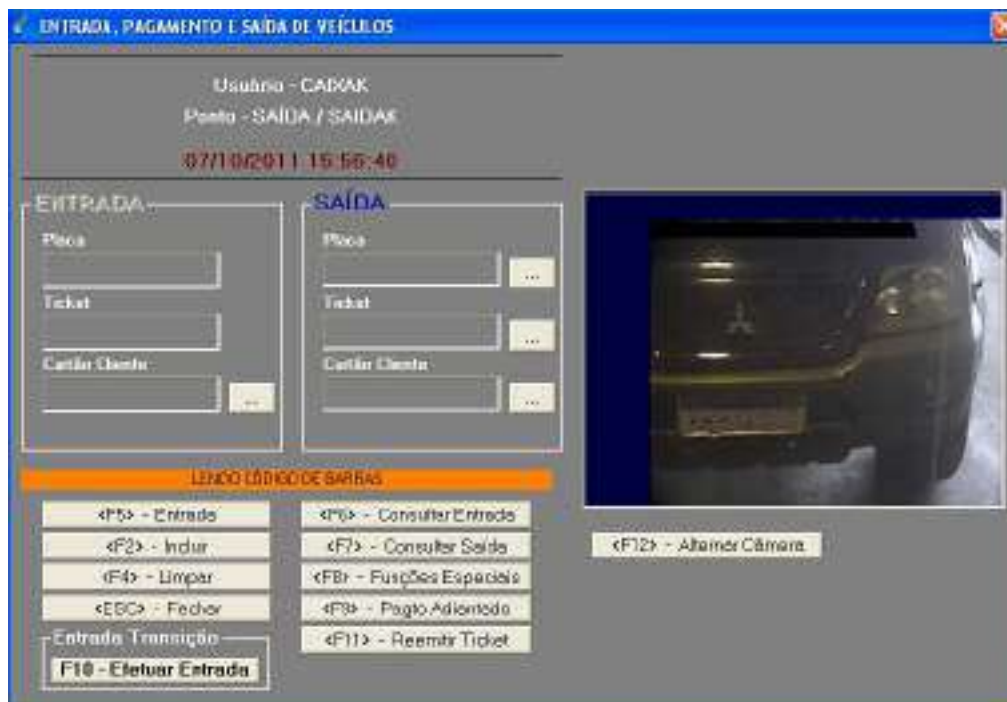 ENTRADA, PAGAMENTO E SAÍDA DE VEÍCULOS
Usuário - CAIXAK
Ponto - SAÍDA / SAIDAK
07/10/2011 15:56:40
ENTRADA
Placa
Ticket
Cartão Cliente
...
SAÍDA
Placa
...
Ticket
...
Cartão Cliente
...
LENDO CÓDIGO DE BARRAS
<F5> - Entrada
<F2> - Incluir
<F4> - Limpar
<ESC> - Fechar
Entrada Transição
F10 - Efetuar Entrada
<F6> - Consultar Entrada
<F7> - Consultar Saída
<F8> - Funções Especiais
<F9> - Pagto Adiantado
<F11> - Reemitir Ticket
<F12> - Alternar Câmera